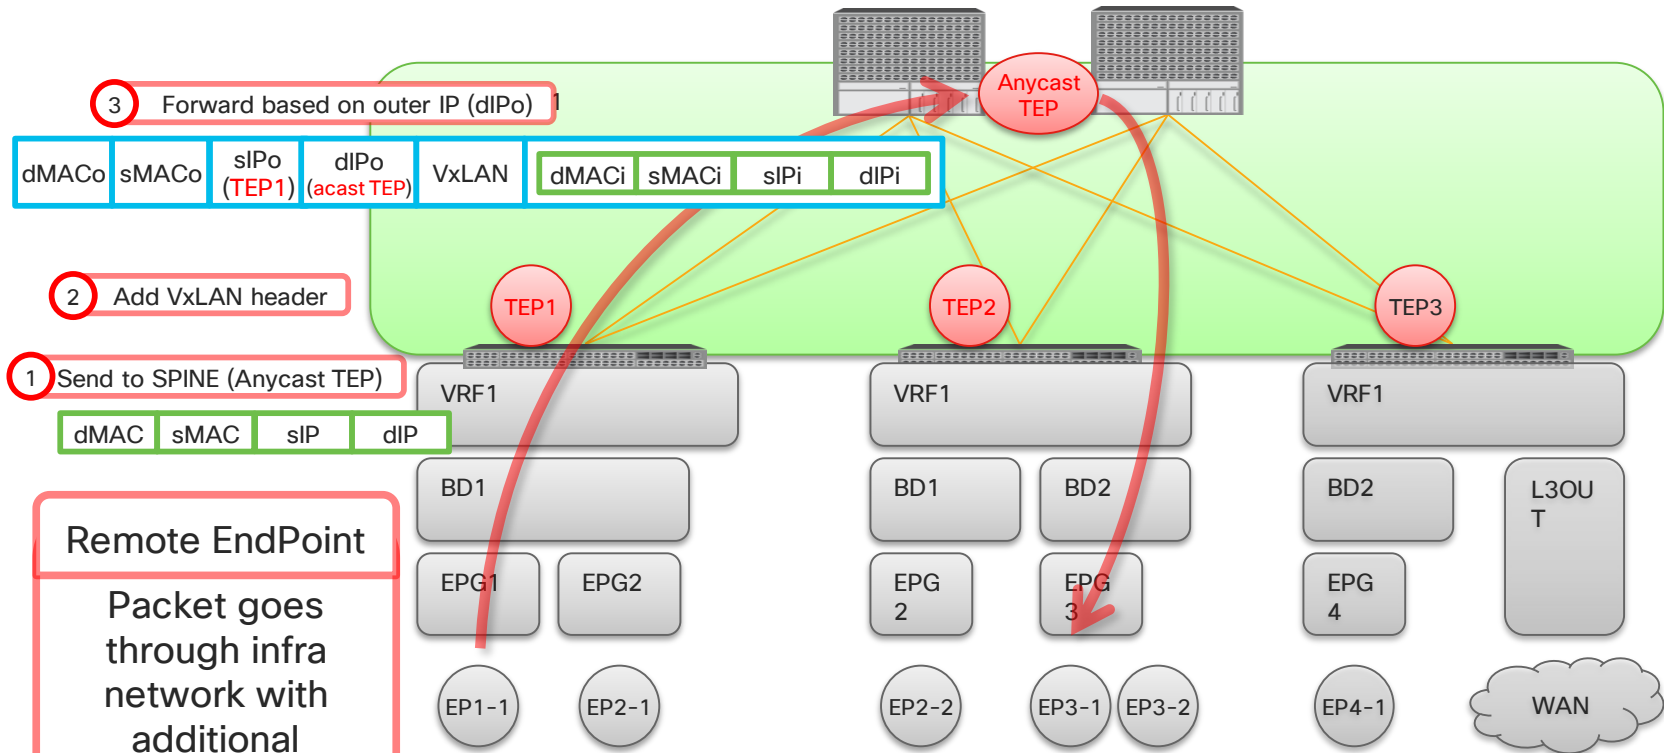 Anycast
TEP
3 Forward based on outer IP (dIPo) 1
dMACo sMACo sIPo (TEP1) dIPo (acast TEP) VxLAN dMACi sMACi sIPi dIPi
2 Add VxLAN header
TEP1 TEP2 TEP3
1 Send to SPINE (Anycast TEP)
dMAC sMAC sIP dIP
VRF1 VRF1 VRF1
BD1 BD1 BD2 BD2
L3OU
T
EPG1 EPG2
EPG
2
EPG
3
EPG
4
EP1-1 EP2-1 EP2-2 EP3-1 EP3-2 EP4-1 WAN
Remote EndPoint
Packet goes
through infra
network with
additional